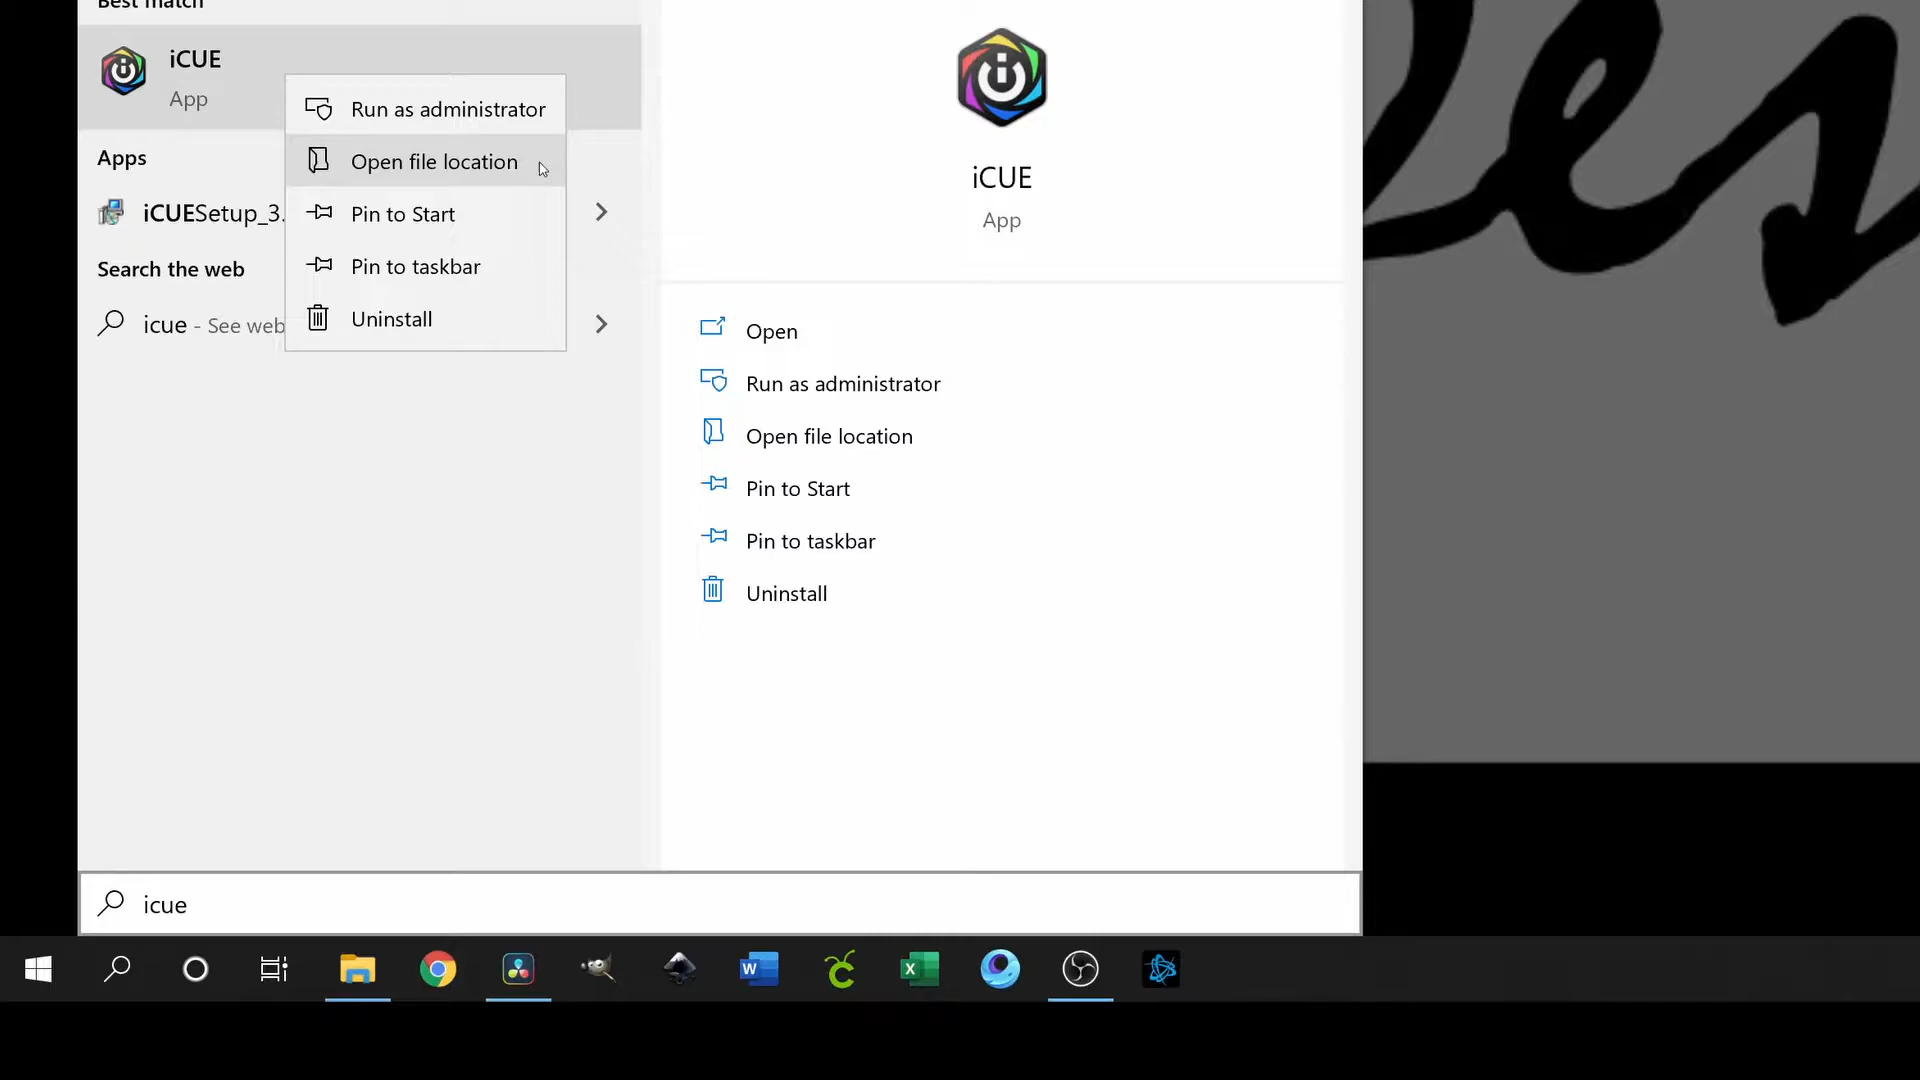 Best match
iCUE
App
Run as administrator
Open file location
Pin to Start
Pin to taskbar
Uninstall
Apps
iCUESetup_3.
Search the web
icue - See web
iCUE
App
Open
Run as administrator
Open file location
Pin to Start
Pin to taskbar
Uninstall
icue